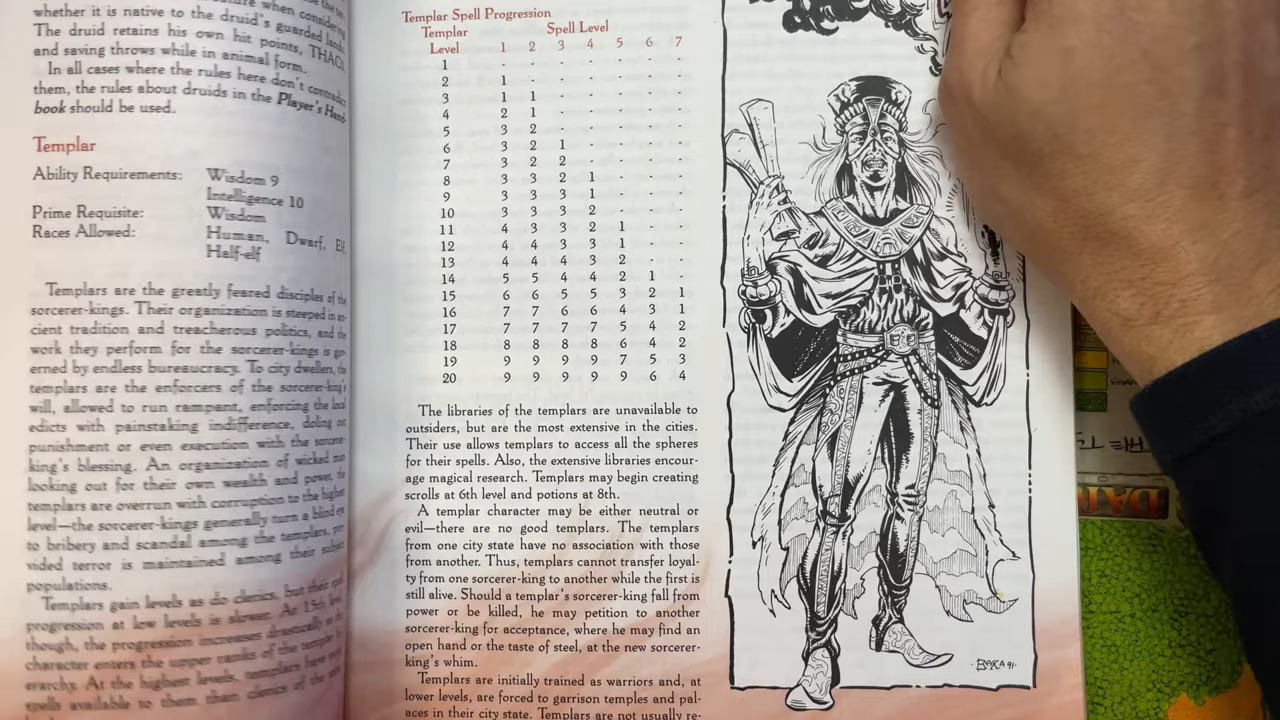 whether it is native to the druid's guarded lands
The druid retains his own hit points, THAC0,
and saving throws while in animal form.
In all cases where the rules here don't contradict
them, the rules about druids in the Player's Hand-
book should be used.
Templar
Ability Requirements: Wisdom 9
Intelligence 10
Prime Requisite: Wisdom
Races Allowed: Human, Dwarf, Elf,
Half-elf
Templars are the greatly feared disciples of the
sorcerer-kings. Their organization is steeped in an-
cient tradition and treacherous politics, and the
work they perform for the sorcerer-kings is gov-
erned by endless bureaucracy. To city dwellers, the
templars are the enforcers of the sorcerer-king's
will, allowed to run rampant, enforcing the local
edicts with painstaking indifference, doling out
punishment or even execution with the sorcerer-
king's blessing. An organization of wicked men
looking out for their own wealth and power, the
templars are overrun with corruption to the highest
level—the sorcerer-kings generally turn a blind eye
to bribery and scandal among the templars, pro-
vided terror is maintained among their subject
populations.
Templars gain levels as do clerics, but their spell
progression at low levels is slower. At 15th level,
though, the progression increases drastically as the
character enters the upper ranks of the templar hi-
erarchy. At the highest levels, templars have more
spells available to them than clerics of the same
Templar Spell Progression
Templar Spell Level
Level 1 2 3 4 5 6 7
1 - - - - - - -
2 1 - - - - - -
3 1 1 - - - - -
4 2 1 - - - - -
5 3 2 - - - - -
6 3 2 1 - - - -
7 3 2 2 - - - -
8 3 3 2 1 - - -
9 3 3 3 1 - - -
10 3 3 3 2 - - -
11 4 3 3 2 1 - -
12 4 4 3 3 1 - -
13 4 4 4 3 2 - -
14 5 5 4 4 2 1 -
15 6 6 5 5 3 2 1
16 7 7 6 6 4 3 1
17 7 7 7 7 5 4 2
18 8 8 8 8 6 4 2
19 9 9 9 9 7 5 3
20 9 9 9 9 9 6 4
The libraries of the templars are unavailable to
outsiders, but are the most extensive in the cities.
Their use allows templars to access all the spheres
for their spells. Also, the extensive libraries encour-
age magical research. Templars may begin creating
scrolls at 6th level and potions at 8th.
A templar character may be either neutral or
evil—there are no good templars. The templars
from one city state have no association with those
from another. Thus, templars cannot transfer loyal-
ty from one sorcerer-king to another while the first is
still alive. Should a templar's sorcerer-king fall from
power or be killed, he may petition to another
sorcerer-king for acceptance, where he may find an
open hand or the taste of steel, at the new sorcerer-
king's whim.
Templars are initially trained as warriors and, at
lower levels, are forced to garrison temples and pal-
aces in their city state. Templars are not usually re-